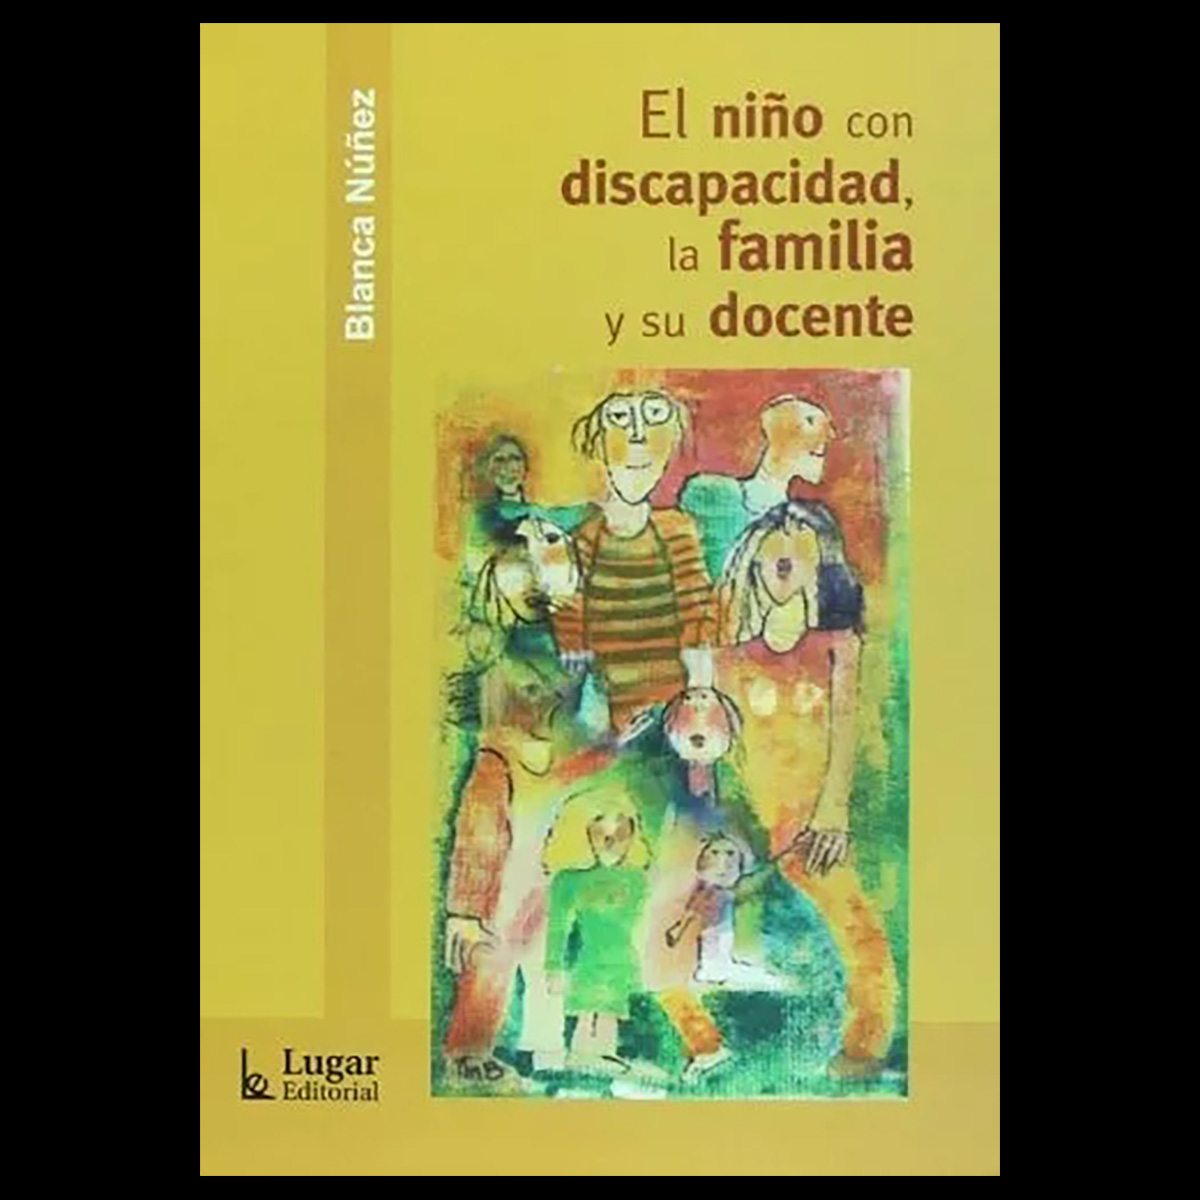 Blanca Núñez
El niño con
discapacidad,
la familia
y su docente
Lugar
Editorial